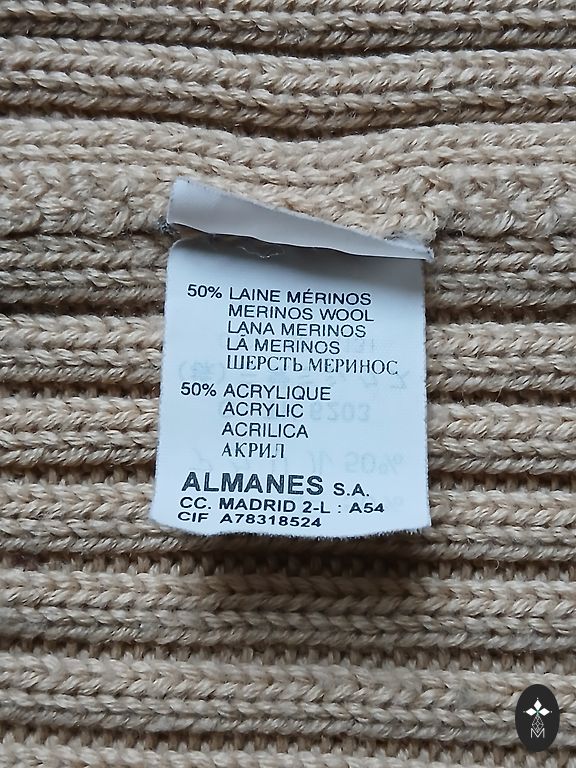 50% LAINE MÉRINOS
MERINOS WOOL
LANA MERINOS
LÃ MERINOS
ШЕРСТЬ МЕРИНОС
50% ACRYLIQUE
ACRYLIC
ACRILICA
АКРИЛ
ALMANES S.A.
CC. MADRID 2-L : A54
CIF A78318524
M